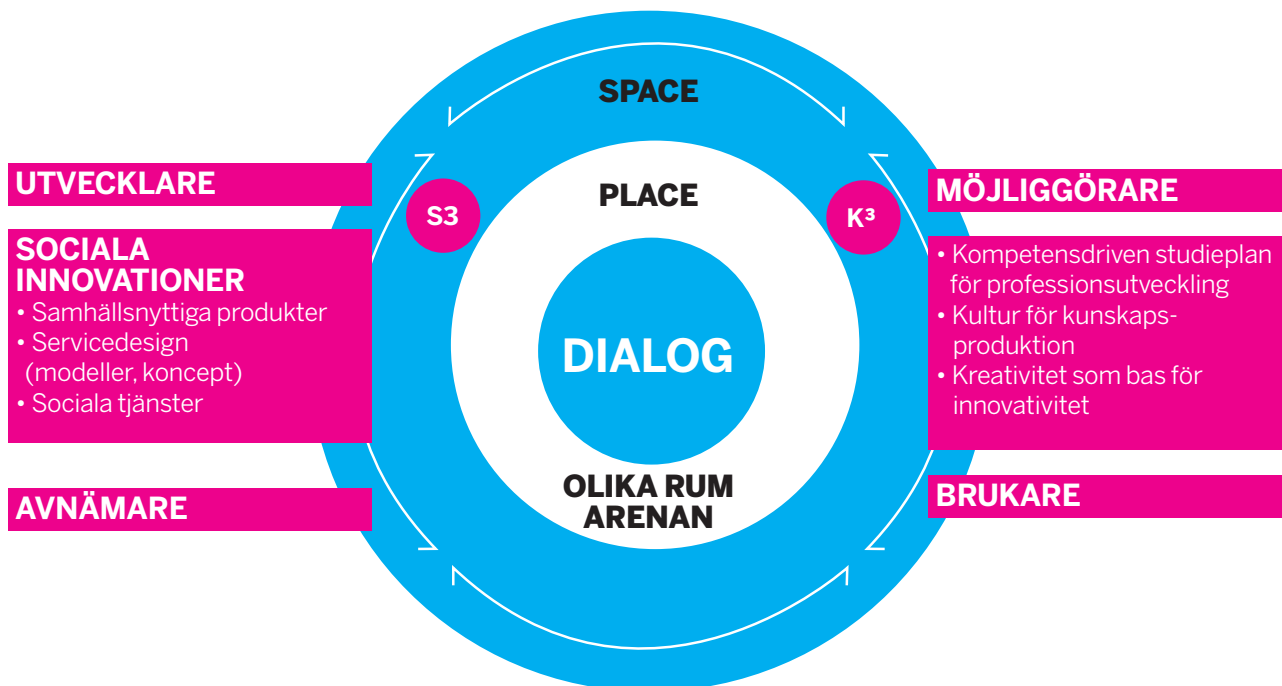 SPACE
UTVECKLARE
S3
SOCIALA
INNOVATIONER
• Samhällsnyttiga produkter
• Servicedesign
(modeller, koncept)
• Sociala tjänster
AVNÄMARE
PLACE
DIALOG
OLIKA RUM
ARENAN
K³
MÖJLIGGÖRARE
• Kompetensdriven studieplan
för professionsutveckling
• Kultur för kunskaps-
produktion
• Kreativitet som bas för
innovativitet
BRUKARE